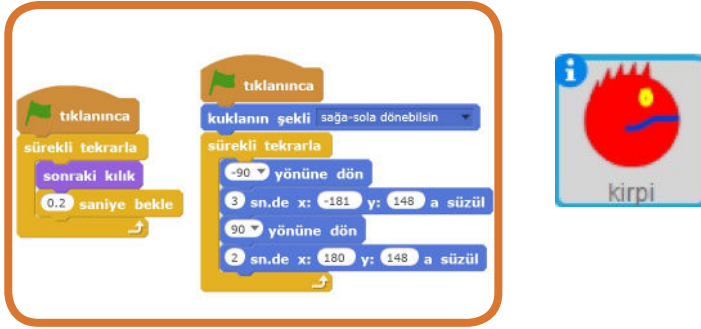 tıklanınca
sürekli tekrarla
sonraki kılık
0.2 saniye bekle
tıklanınca
kuklanın şekli sağa-sola dönebilsin
sürekli tekrarla
-90 yönüne dön
3 sn.de x: -181 y: 148 a süzül
90 yönüne dön
2 sn.de x: 180 y: 148 a süzül
i
kirpi